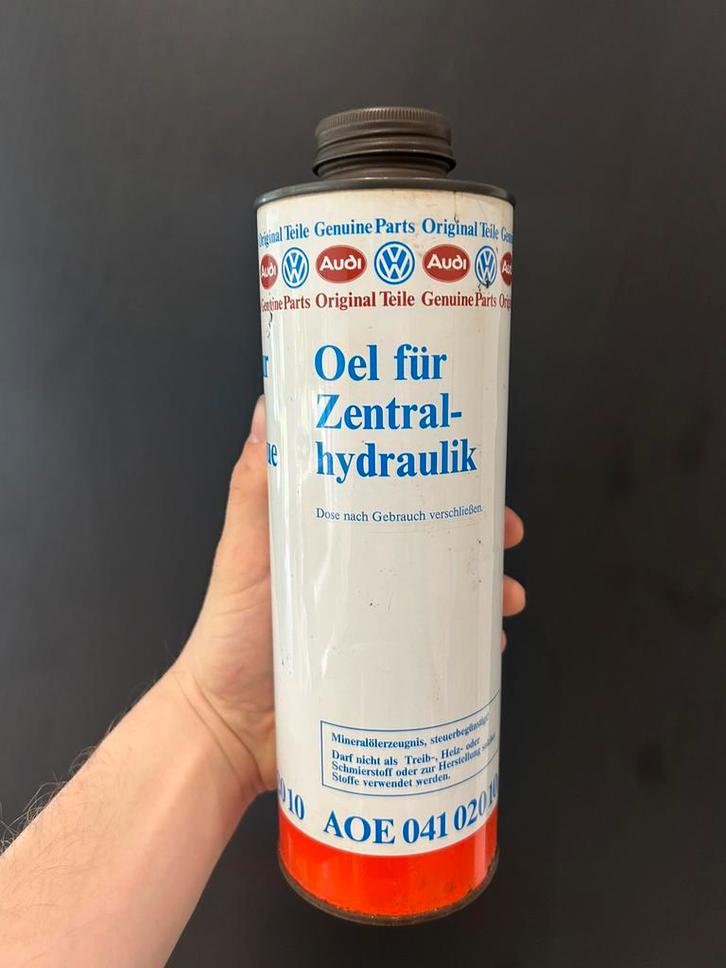 Original Teile Genuine Parts Original Teile
Audi VW Audi VW Audi VW
Genuine Parts Original Teile Genuine Parts
Oel für
Zentral-
hydraulik
Dose nach Gebrauch verschließen.
Mineralölerzeugnis, steuerbegünstigt!
Darf nicht als Treib-, Heiz- oder
Schmierstoff oder zur Herstellung solcher
Stoffe verwendet werden.
010 AOE 041 020 10